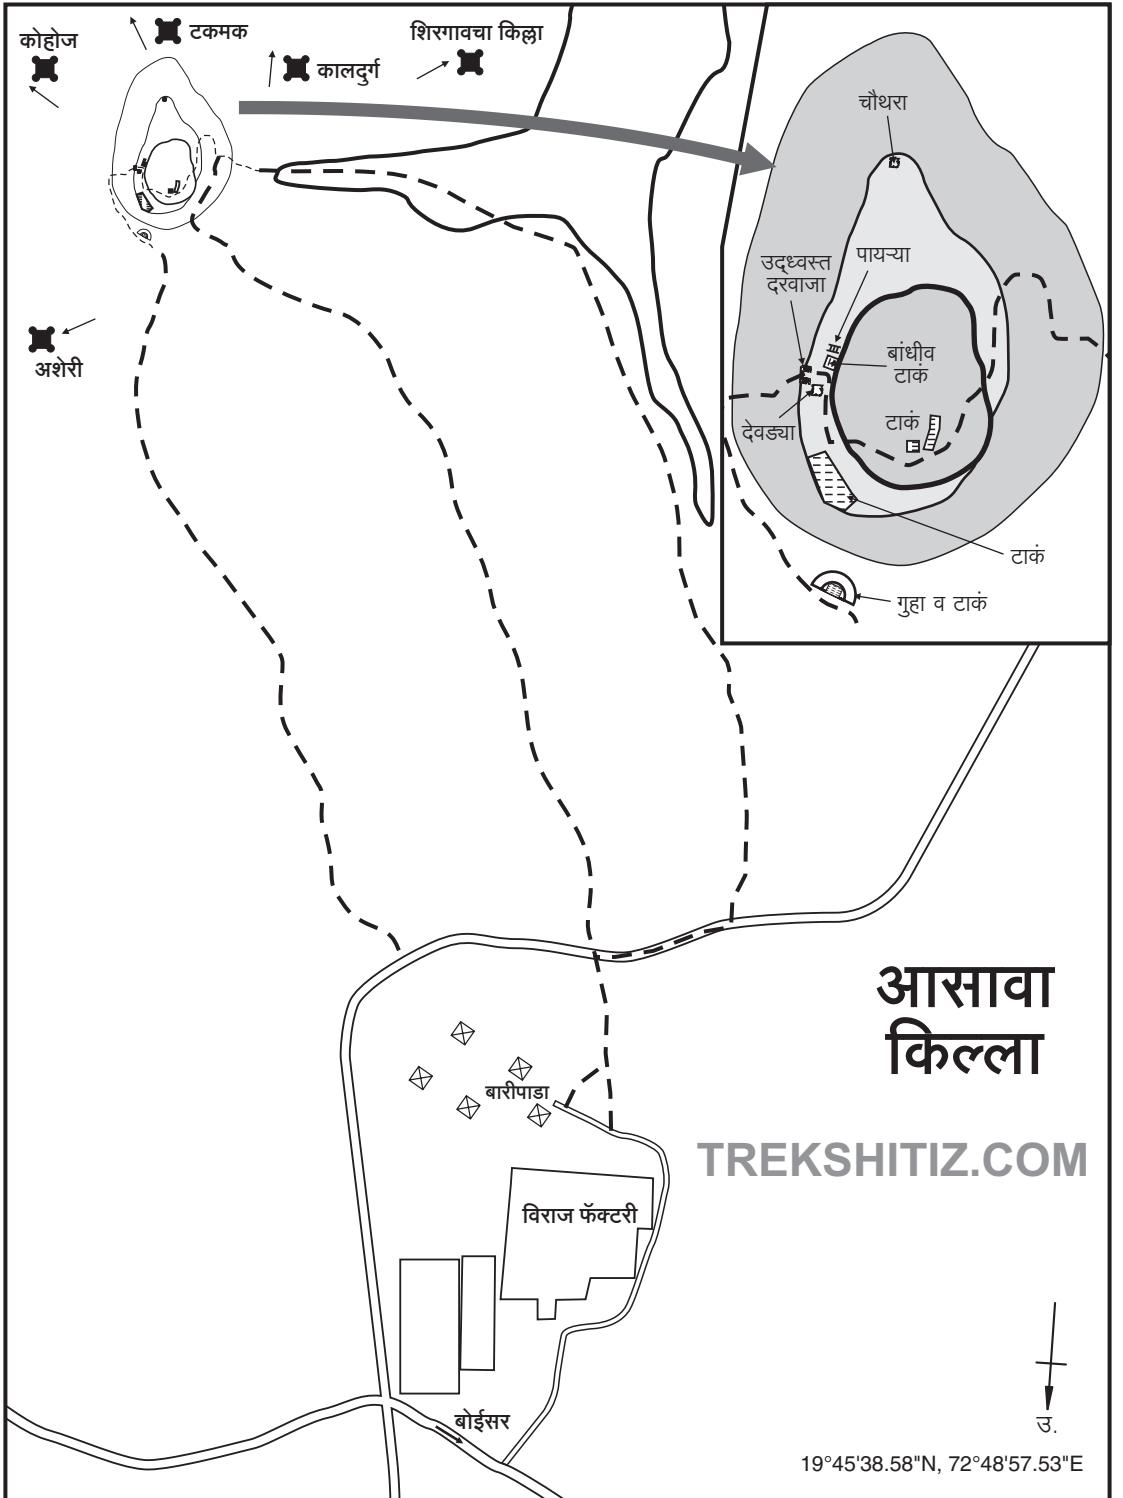 कोहोज
टकमक
कालदुर्ग
शिरगावचा किल्ला
अशेरी
चौथरा
उद्ध्वस्त
दरवाजा
पायऱ्या
बांधीव
टाकं
देवड्या
टाकं
टाकं
गुहा व टाकं
आसावा
किल्ला
TREKSHITIZ.COM
बारीपाडा
विराज फॅक्टरी
बोईसर
उ.
19°45'38.58"N, 72°48'57.53"E